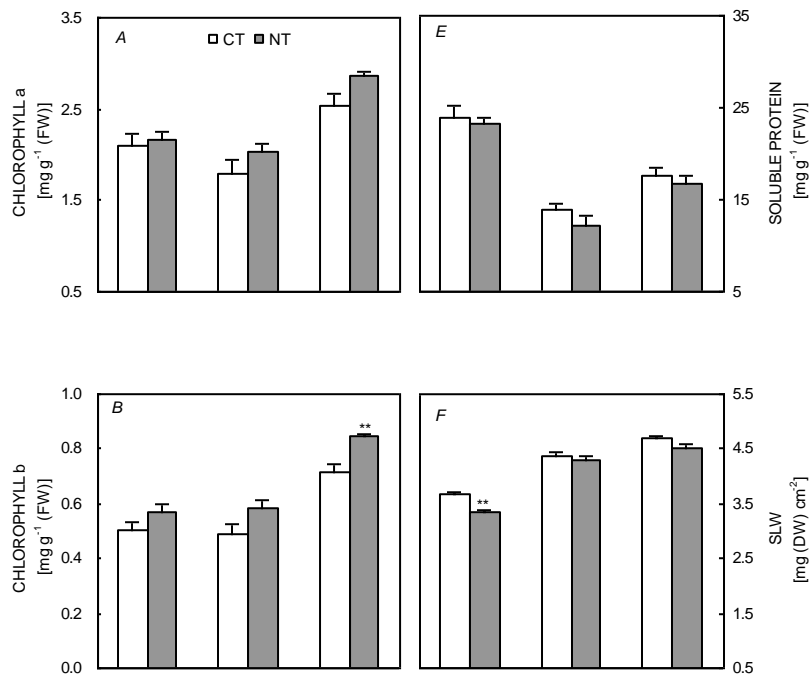 A
CT NT
3.5
2.5
1.5
0.5
CHLOROPHYLL a
[mg g⁻¹ (FW)]
E
35
25
15
5
SOLUBLE PROTEIN
[mg g⁻¹ (FW)]
B
**
1.0
0.8
0.6
0.4
0.2
0.0
CHLOROPHYLL b
[mg g⁻¹ (FW)]
F
**
5.5
4.5
3.5
2.5
1.5
0.5
SLW
[mg (DW) cm⁻²]